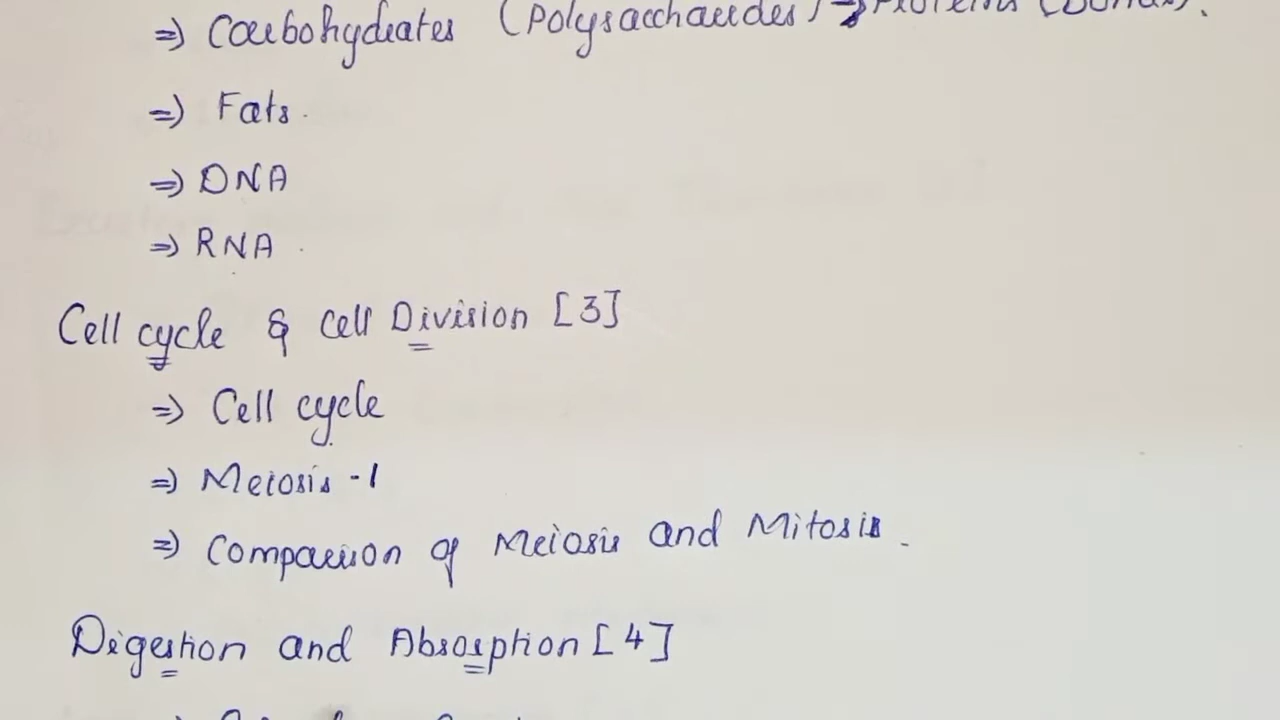 ⇒ Carbohydrates (Polysaccharides) → Proteins
⇒ Fats.
⇒ DNA
⇒ RNA
Cell cycle & Cell Division [3]
⇒ Cell cycle
⇒ Meiosis - 1
⇒ Comparison of Meiosis and Mitosis.
Digestion and Absorption [4]